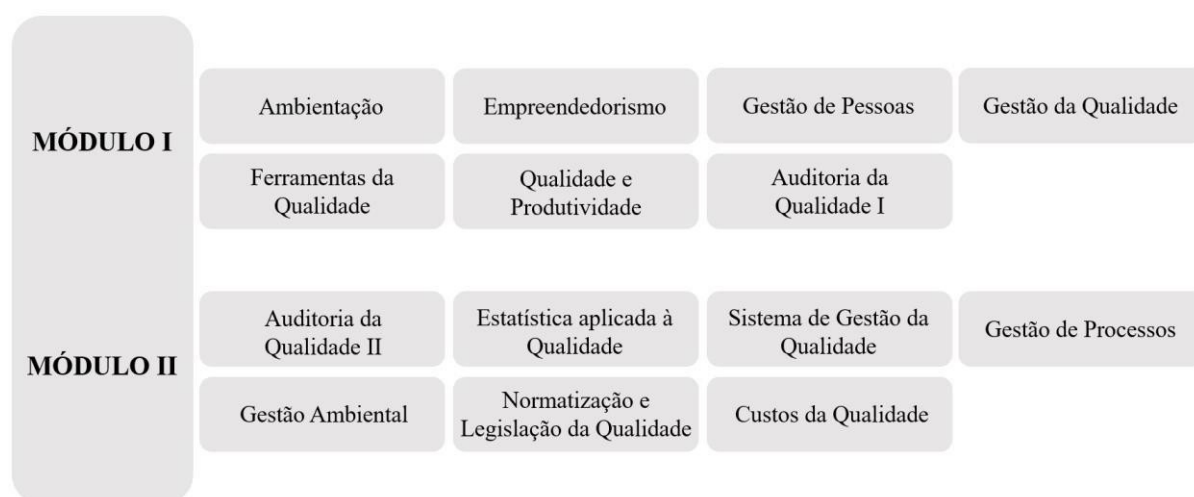 MÓDULO I
Ambientação
Empreendedorismo
Gestão de Pessoas
Gestão da Qualidade
Ferramentas da
Qualidade
Qualidade e
Produtividade
Auditoria da
Qualidade I
MÓDULO II
Auditoria da
Qualidade II
Estatística aplicada à
Qualidade
Sistema de Gestão da
Qualidade
Gestão de Processos
Gestão Ambiental
Normatização e
Legislação da Qualidade
Custos da Qualidade